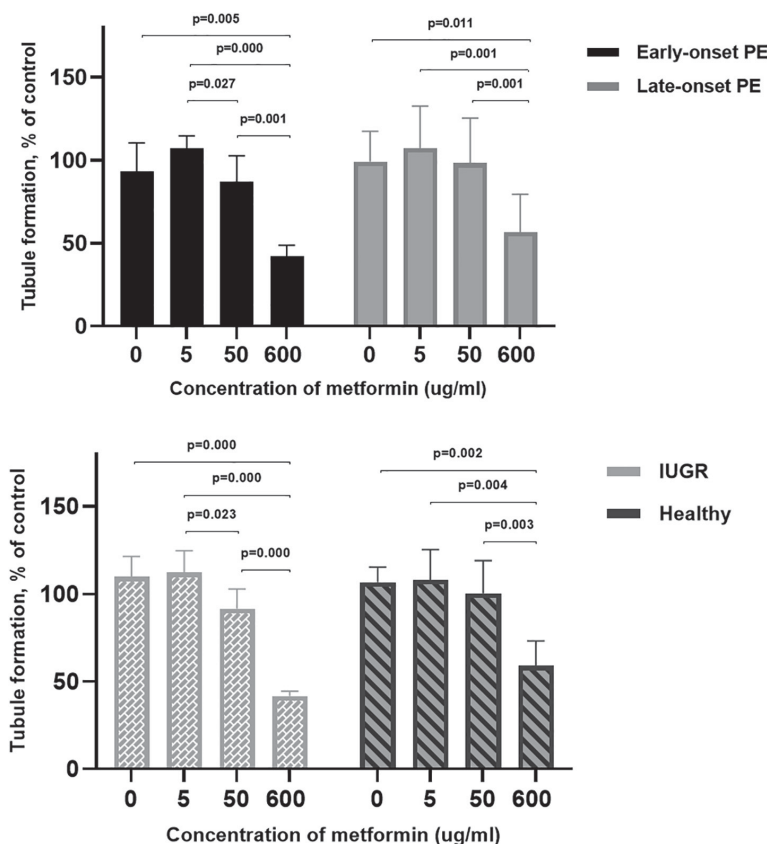 p=0.005
p=0.011
p=0.000
p=0.001
p=0.027
p=0.001
p=0.001
Early-onset PE
Late-onset PE
Tubule formation, % of control
150
100
50
0
0 5 50 600 0 5 50 600
Concentration of metformin (ug/ml)
p=0.000
p=0.002
p=0.000
p=0.004
p=0.023
p=0.003
p=0.000
IUGR
Healthy
Tubule formation, % of control
150
100
50
0
0 5 50 600 0 5 50 600
Concentration of metformin (ug/ml)